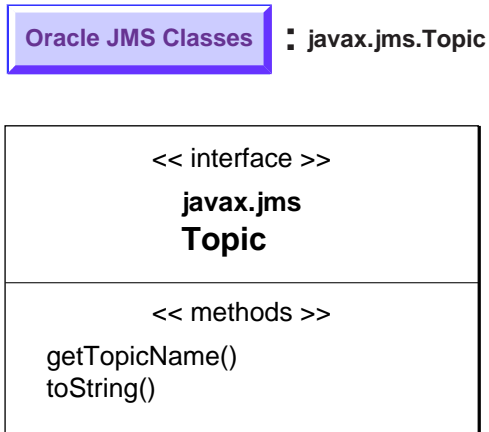 Oracle JMS Classes : javax.jms.Topic
<< interface >>
javax.jms
Topic
<< methods >>
getTopicName()
toString()